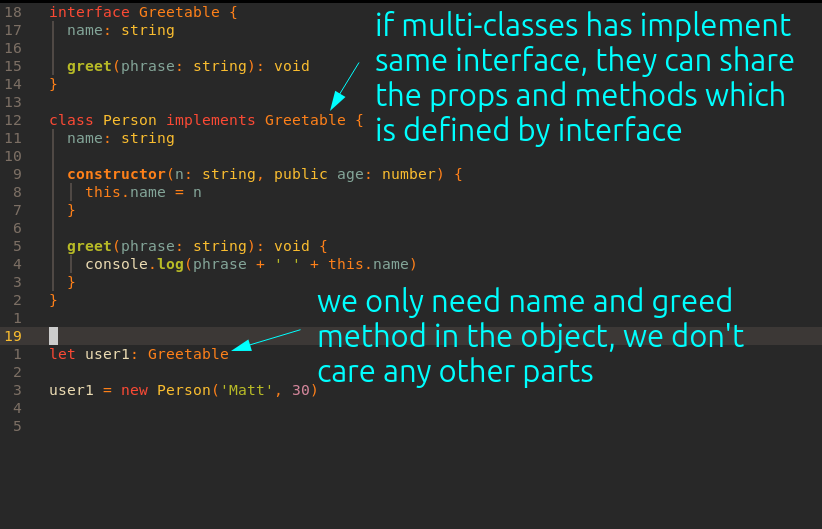 18 interface Greetable {
17 name: string
16
15 greet(phrase: string): void
14 }
13
12 class Person implements Greetable {
11 name: string
10
9 constructor(n: string, public age: number) {
8 this.name = n
7 }
6
5 greet(phrase: string): void {
4 console.log(phrase + ' ' + this.name)
3 }
2 }
1
19
1 let user1: Greetable
2
3 user1 = new Person('Matt', 30)
4
5
if multi-classes has implement
same interface, they can share
the props and methods which
is defined by interface
we only need name and greed
method in the object, we don't
care any other parts